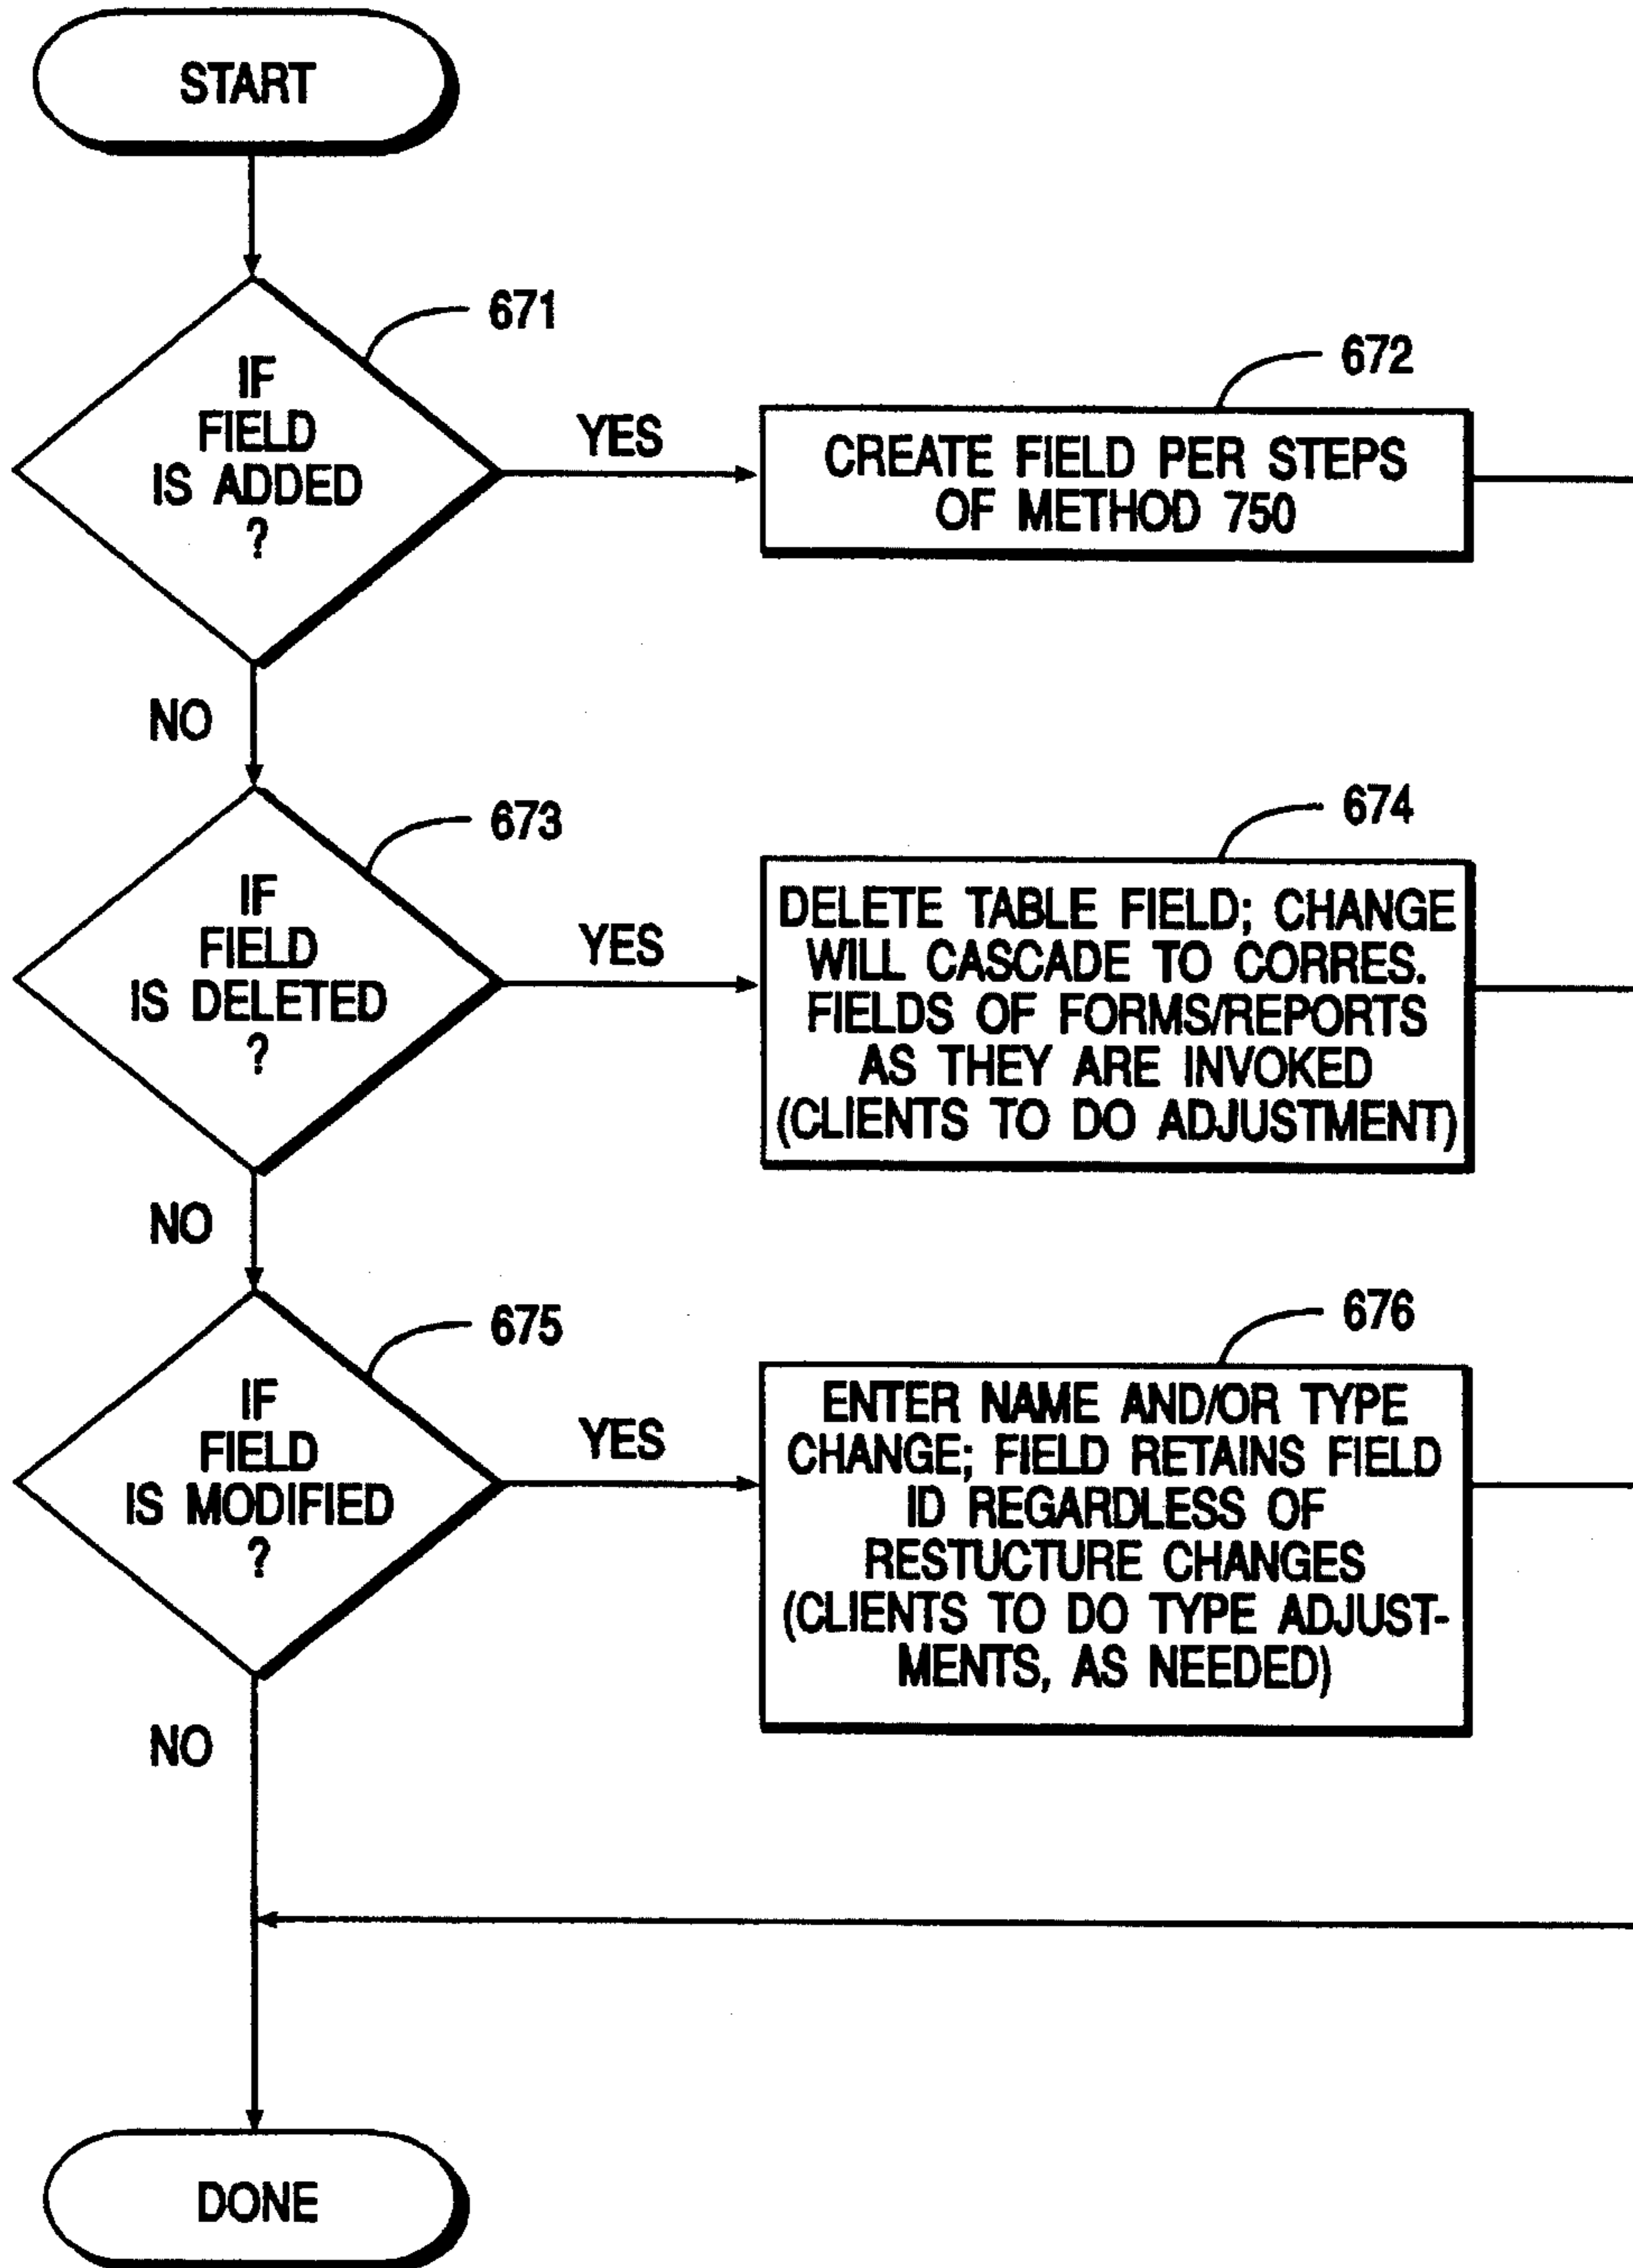 START
671
IF
FIELD
IS ADDED
?
YES
672
CREATE FIELD PER STEPS
OF METHOD 750
NO
673
IF
FIELD
IS DELETED
?
YES
674
DELETE TABLE FIELD; CHANGE
WILL CASCADE TO CORRES.
FIELDS OF FORMS/REPORTS
AS THEY ARE INVOKED
(CLIENTS TO DO ADJUSTMENT)
NO
675
IF
FIELD
IS MODIFIED
?
YES
676
ENTER NAME AND/OR TYPE
CHANGE; FIELD RETAINS FIELD
ID REGARDLESS OF
RESTUCTURE CHANGES
(CLIENTS TO DO TYPE ADJUST-
MENTS, AS NEEDED)
NO
DONE